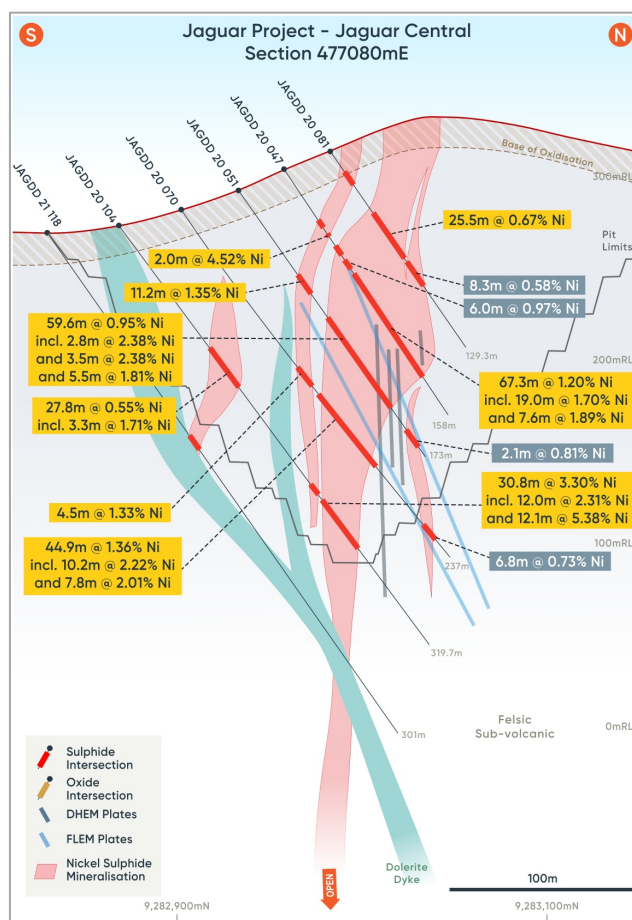 S
Jaguar Project - Jaguar Central
Section 477080mE
N
JAGDD 21 118
JAGDD 20 104
JAGDD 20 070
JAGDD 20 051
JAGDD 20 047
JAGDD 20 081
Base of Oxidisation
300mRL
25.5m @ 0.67% Ni
Pit
Limits
2.0m @ 4.52% Ni
8.3m @ 0.58% Ni
11.2m @ 1.35% Ni
6.0m @ 0.97% Ni
59.6m @ 0.95% Ni
incl. 2.8m @ 2.38% Ni
and 3.5m @ 2.38% Ni
and 5.5m @ 1.81% Ni
129.3m
200mRL
67.3m @ 1.20% Ni
incl. 19.0m @ 1.70% Ni
and 7.6m @ 1.89% Ni
27.8m @ 0.55% Ni
incl. 3.3m @ 1.71% Ni
158m
2.1m @ 0.81% Ni
173m
30.8m @ 3.30% Ni
incl. 12.0m @ 2.31% Ni
and 12.1m @ 5.38% Ni
4.5m @ 1.33% Ni
44.9m @ 1.36% Ni
incl. 10.2m @ 2.22% Ni
and 7.8m @ 2.01% Ni
100mRL
6.8m @ 0.73% Ni
237m
319.7m
301m
Felsic
Sub-volcanic
0mRL
Sulphide
Intersection
Oxide
Intersection
DHEM Plates
FLEM Plates
Nickel Sulphide
Mineralisation
Dolerite
Dyke
OPEN
100m
9,282,900mN
9,283,100mN